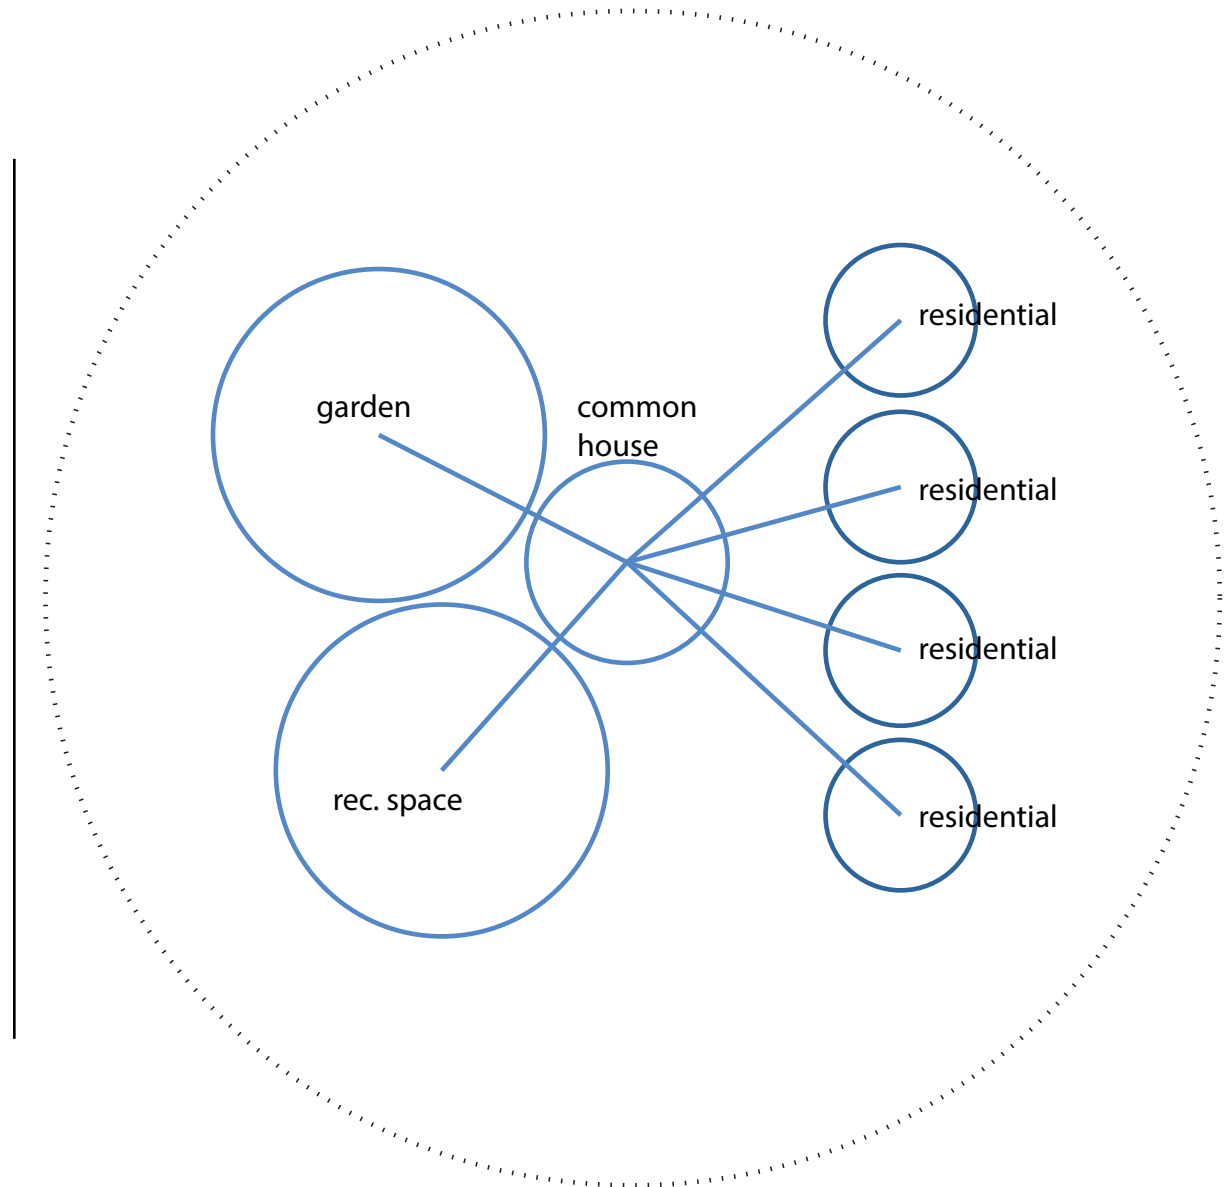 residential
garden
common
house
residential
residential
rec. space
residential